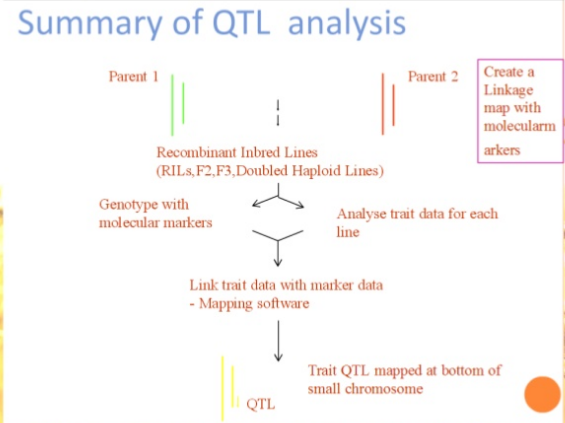 Summary of QTL analysis
Parent 1
Parent 2
Create a
Linkage
map with
molecularm
arkers
Recombinant Inbred Lines
(RILs,F2,F3,Doubled Haploid Lines)
Genotype with
molecular markers
Analyse trait data for each
line
Link trait data with marker data
- Mapping software
Trait QTL mapped at bottom of
small chromosome
QTL